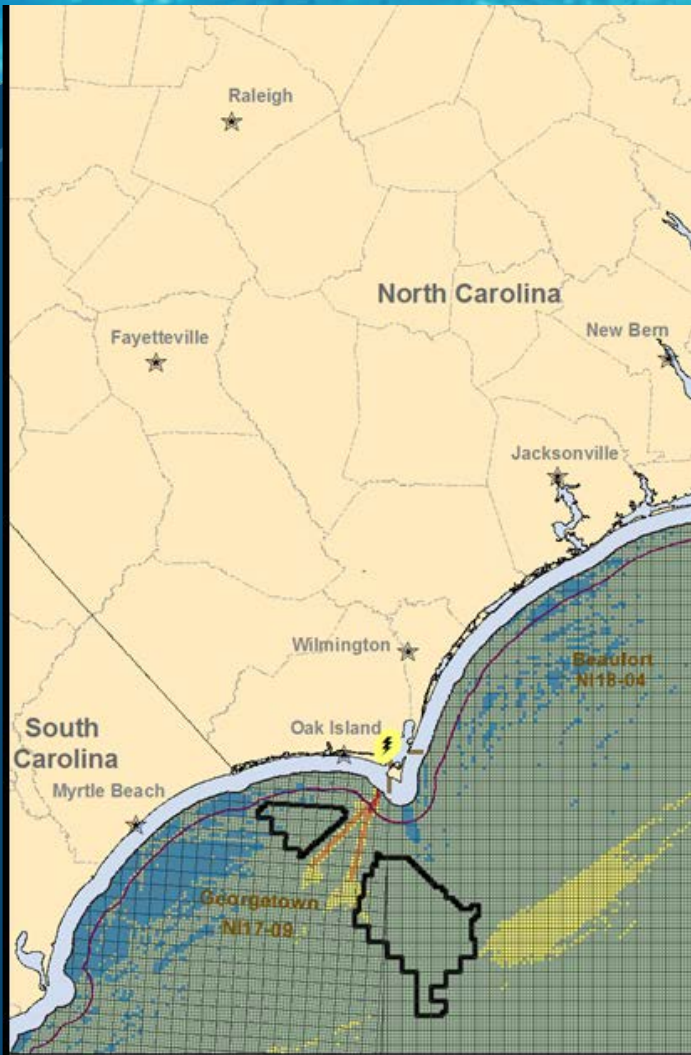 Raleigh
North Carolina
Fayetteville
New Bern
Jacksonville
Wilmington
Beaufort
NI18-04
Oak Island
South
Carolina
Myrtle Beach
Georgetown
NI17-09